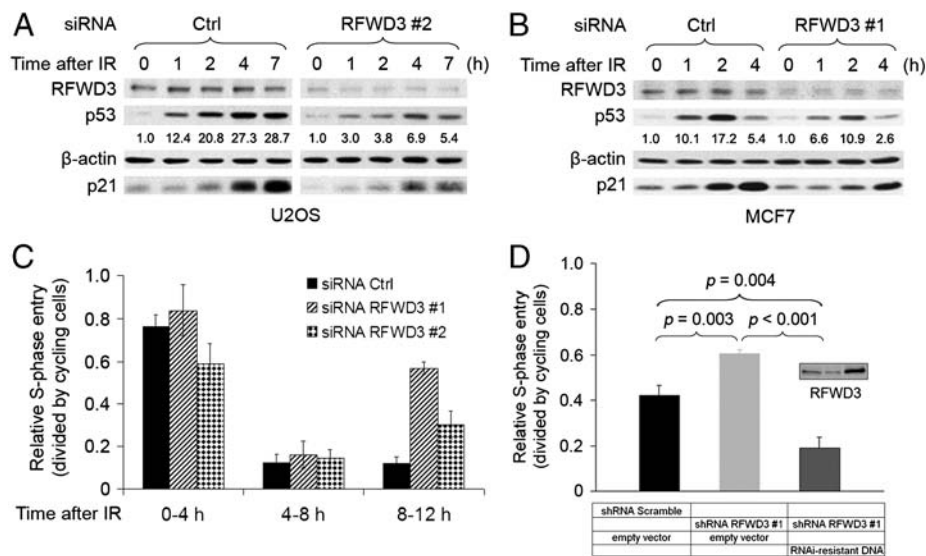 A
siRNA Ctrl RFWD3 #2
Time after IR 0 1 2 4 7 0 1 2 4 7 (h)
RFWD3
p53
1.0 12.4 20.8 27.3 28.7 1.0 3.0 3.8 6.9 5.4
β-actin
p21
U2OS
B
siRNA Ctrl RFWD3 #1
Time after IR 0 1 2 4 0 1 2 4 (h)
RFWD3
p53
1.0 10.1 17.2 5.4 1.0 6.6 10.9 2.6
β-actin
p21
MCF7
C
Relative S-phase entry
(divided by cycling cells)
1.0
0.8
0.6
0.4
0.2
0
siRNA Ctrl
siRNA RFWD3 #1
siRNA RFWD3 #2
Time after IR 0-4 h 4-8 h 8-12 h
D
Relative S-phase entry
(divided by cycling cells)
1.0
0.8
0.6
0.4
0.2
0
p = 0.004
p = 0.003 p < 0.001
RFWD3
shRNA Scramble
shRNA RFWD3 #1 shRNA RFWD3 #1
empty vector empty vector
RNAi-resistant DNA